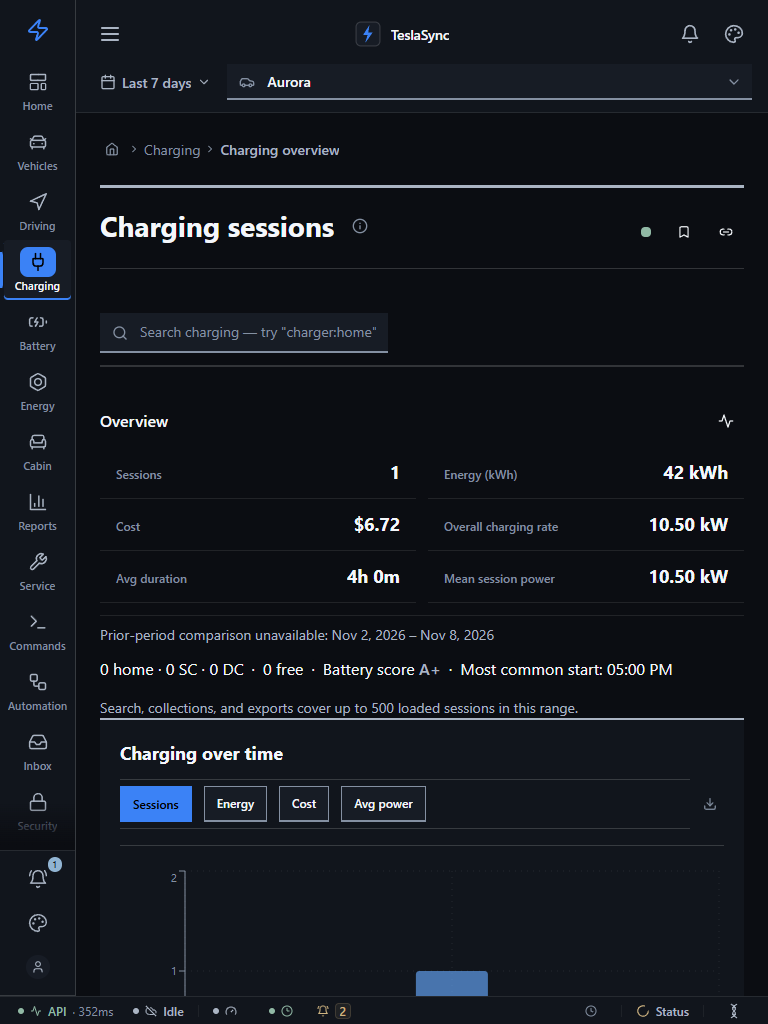 TeslaSync
Last 7 days
Aurora
Home
Vehicles
Driving
Charging
Battery
Energy
Cabin
Reports
Service
Commands
Automation
Inbox
Security
1
Charging
Charging overview
Charging sessions
Search charging — try "charger:home"
Overview
Sessions 1
Energy (kWh) 42 kWh
Cost $6.72
Overall charging rate 10.50 kW
Avg duration 4h 0m
Mean session power 10.50 kW
Prior-period comparison unavailable: Nov 2, 2026 – Nov 8, 2026
0 home · 0 SC · 0 DC · 0 free · Battery score A+ · Most common start: 05:00 PM
Search, collections, and exports cover up to 500 loaded sessions in this range.
Charging over time
Sessions Energy Cost Avg power
2
1
API · 352ms Idle 2 Status